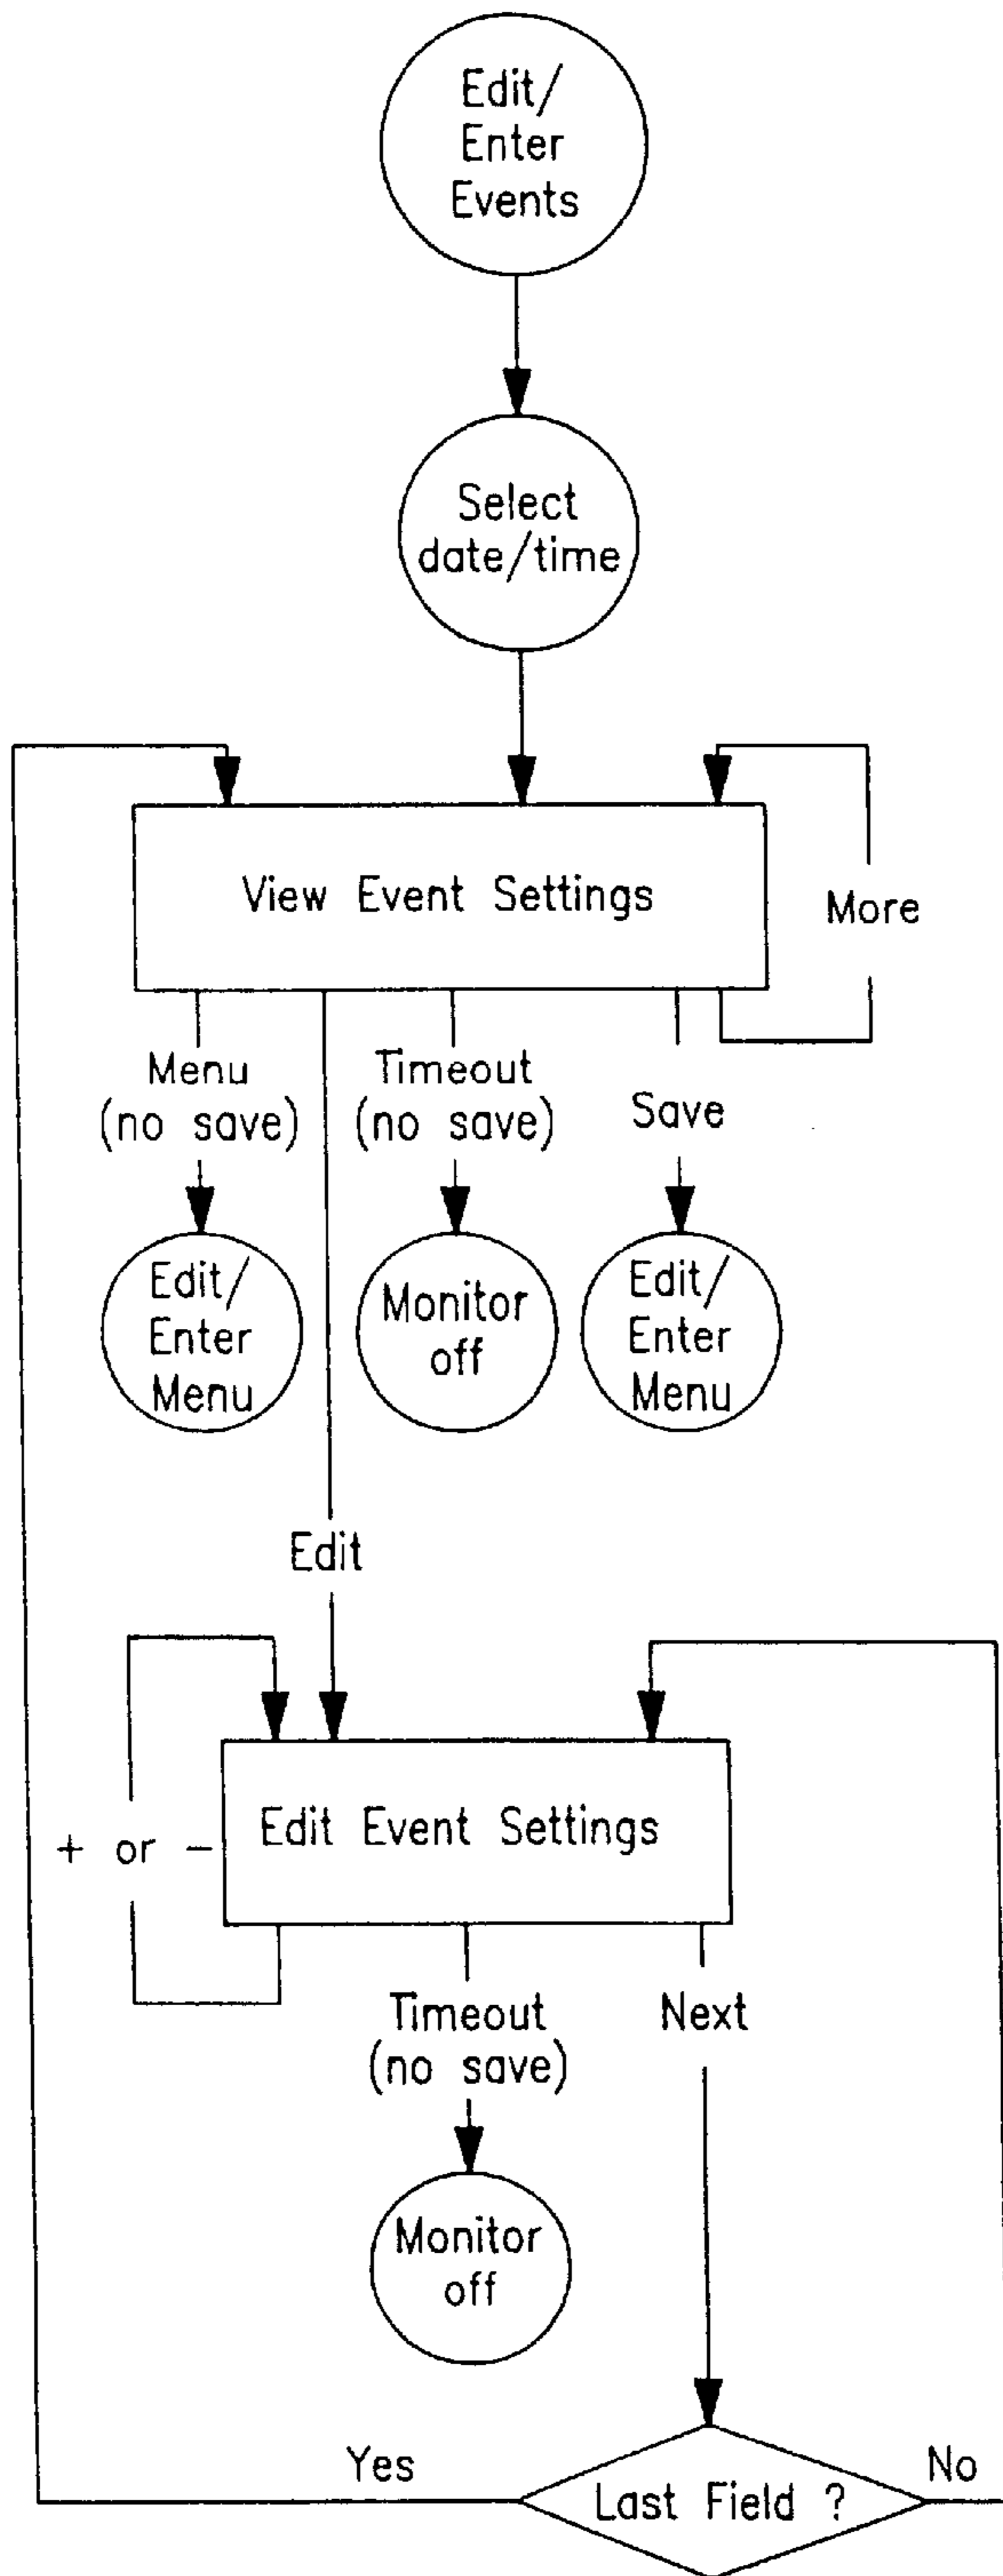 Edit/
Enter
Events
Select
date/time
View Event Settings
More
Menu
(no save)
Timeout
(no save)
Save
Edit/
Enter
Menu
Monitor
off
Edit/
Enter
Menu
Edit
+ or -
Edit Event Settings
Timeout
(no save)
Next
Monitor
off
Yes
No
Last Field ?